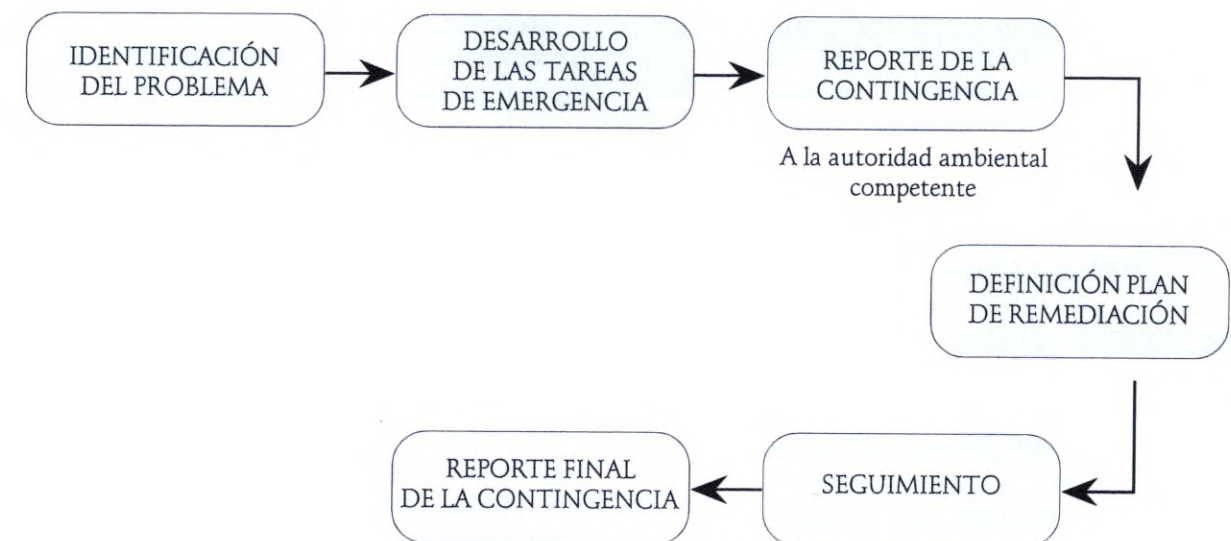 IDENTIFICACIÓN
DEL PROBLEMA
DESARROLLO
DE LAS TAREAS
DE EMERGENCIA
REPORTE DE LA
CONTINGENCIA
A la autoridad ambiental
competente
DEFINICIÓN PLAN
DE REMEDIACIÓN
SEGUIMIENTO
REPORTE FINAL
DE LA CONTINGENCIA